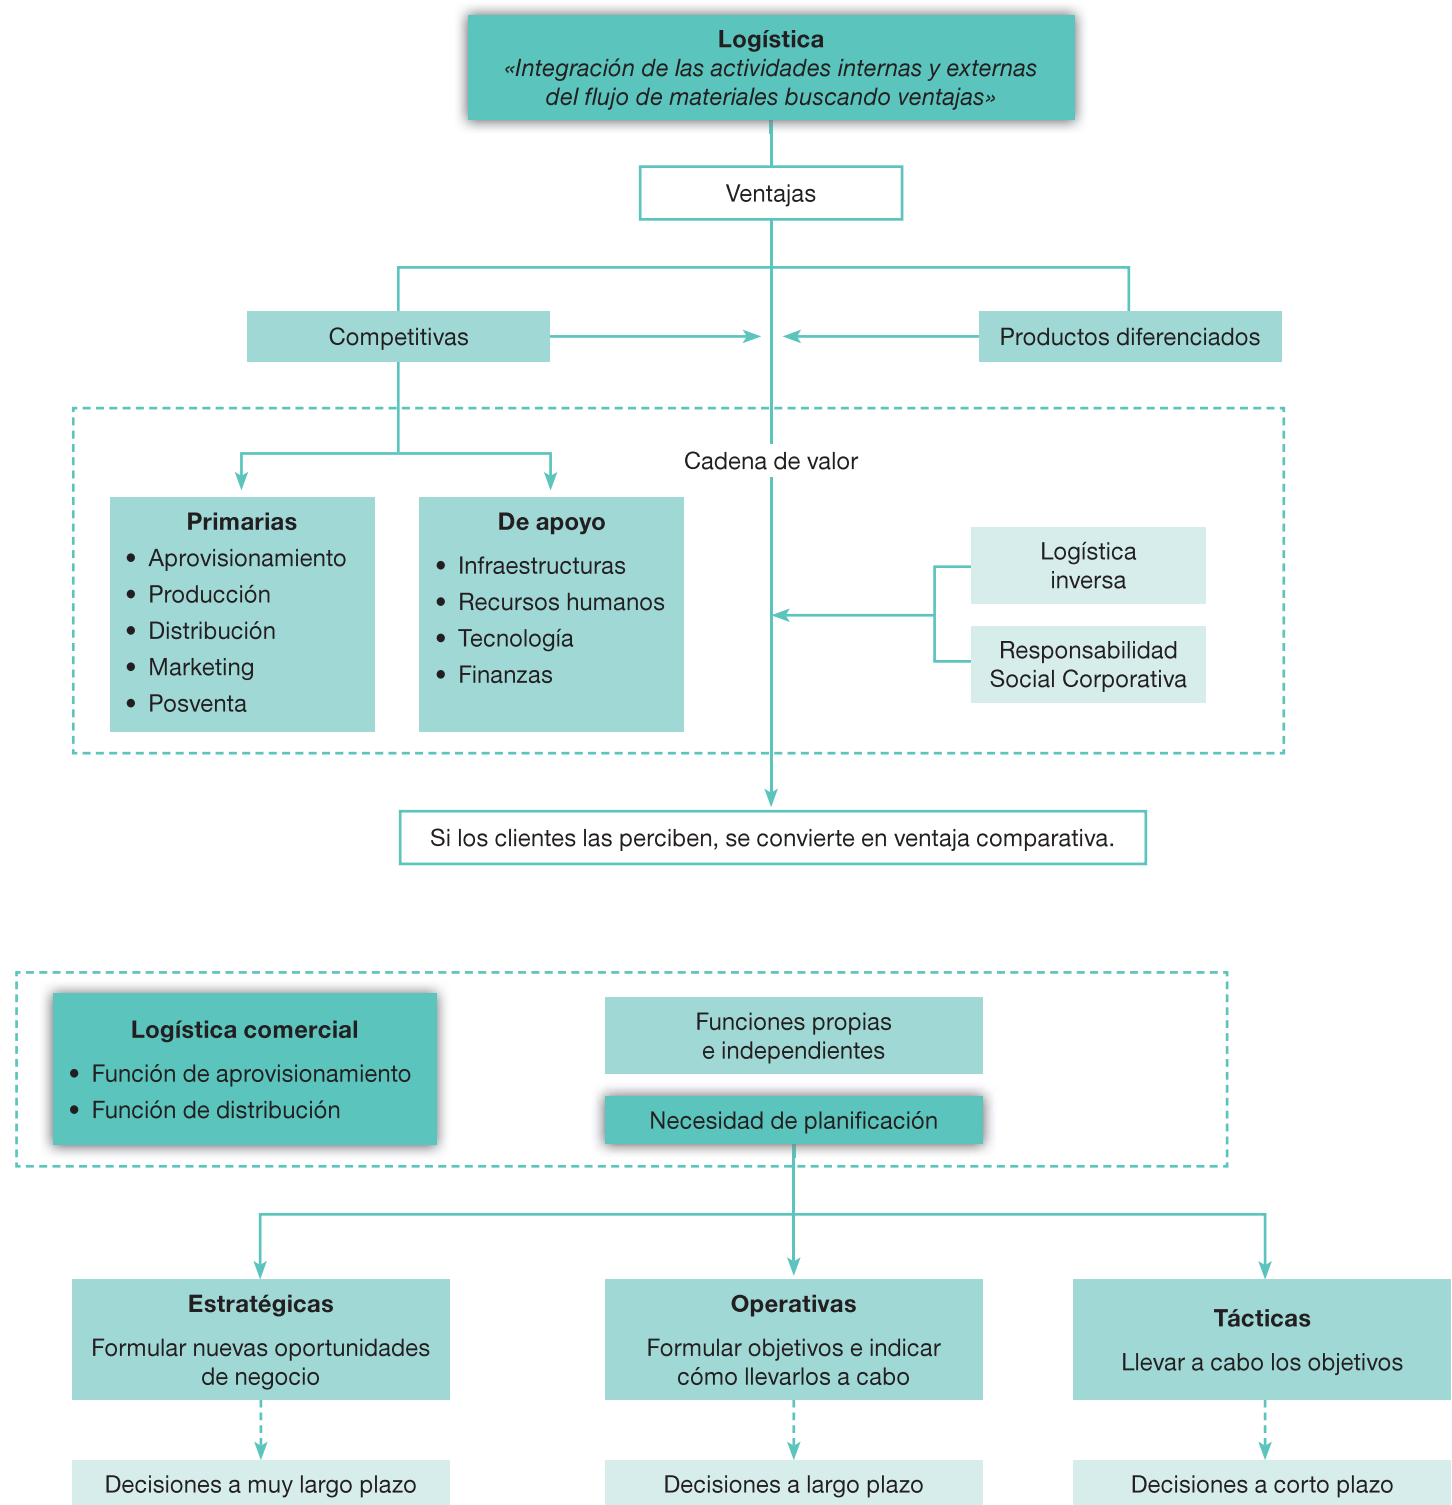 Logística
«Integración de las actividades internas y externas
del flujo de materiales buscando ventajas»
Ventajas
Competitivas
Productos diferenciados
Cadena de valor
Primarias
• Aprovisionamiento
• Producción
• Distribución
• Marketing
• Posventa
De apoyo
• Infraestructuras
• Recursos humanos
• Tecnología
• Finanzas
Logística
inversa
Responsabilidad
Social Corporativa
Si los clientes las perciben, se convierte en ventaja comparativa.
Logística comercial
• Función de aprovisionamiento
• Función de distribución
Funciones propias
e independientes
Necesidad de planificación
Estratégicas
Formular nuevas oportunidades
de negocio
Operativas
Formular objetivos e indicar
cómo llevarlos a cabo
Tácticas
Llevar a cabo los objetivos
Decisiones a muy largo plazo
Decisiones a largo plazo
Decisiones a corto plazo